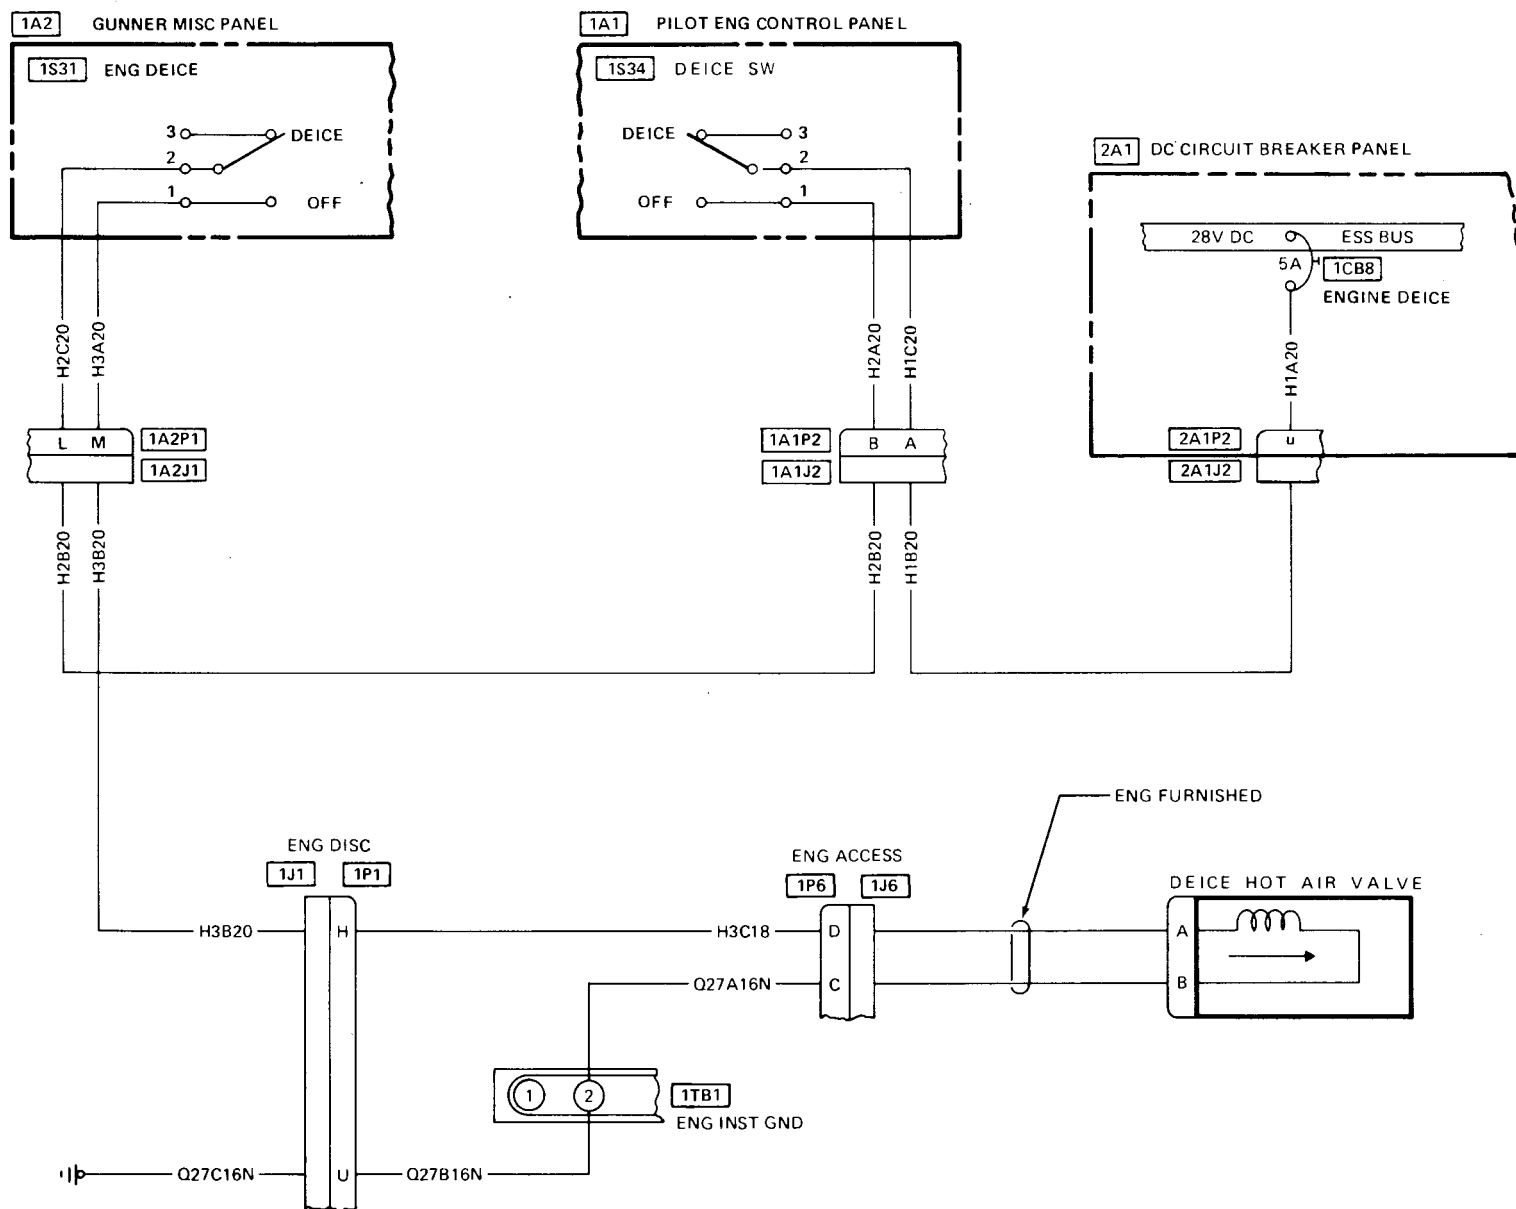 1A2 GUNNER MISC PANEL
1S31 ENG DEICE
3 DEICE
2
1 OFF
H2C20
H3A20
L M
1A2P1
1A2J1
H2B20
H3B20
1A1 PILOT ENG CONTROL PANEL
1S34 DEICE SW
DEICE 3
2
OFF 1
H2A20
H1C20
1A1P2
B A
1A1J2
H2B20
H1B20
2A1 DC CIRCUIT BREAKER PANEL
28V DC ESS BUS
5A 1CB8
ENGINE DEICE
H1A20
2A1P2
u
2A1J2
ENG FURNISHED
ENG DISC
1J1 1P1
ENG ACCESS
1P6 1J6
DEICE HOT AIR VALVE
H3B20 H H3C18 D A
Q27A16N C B
1 2 1TB1
ENG INST GND
Q27C16N U Q27B16N